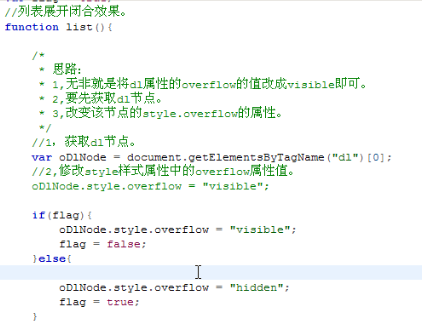 //列表展开闭合效果。
function list(){
/*
* 思路:
* 1,无非就是将dl属性的overflow的值改成visible即可。
* 2,要先获取dl节点。
* 3,改变该节点的style.overflow的属性。
*/
//1, 获取dl节点。
var oDlNode = document.getElementsByTagName("dl")[0];
//2,修改style样式属性中的overflow属性值。
oDlNode.style.overflow = "visible";
if(flag){
oDlNode.style.overflow = "visible";
flag = false;
}else{
oDlNode.style.overflow = "hidden";
flag = true;
}